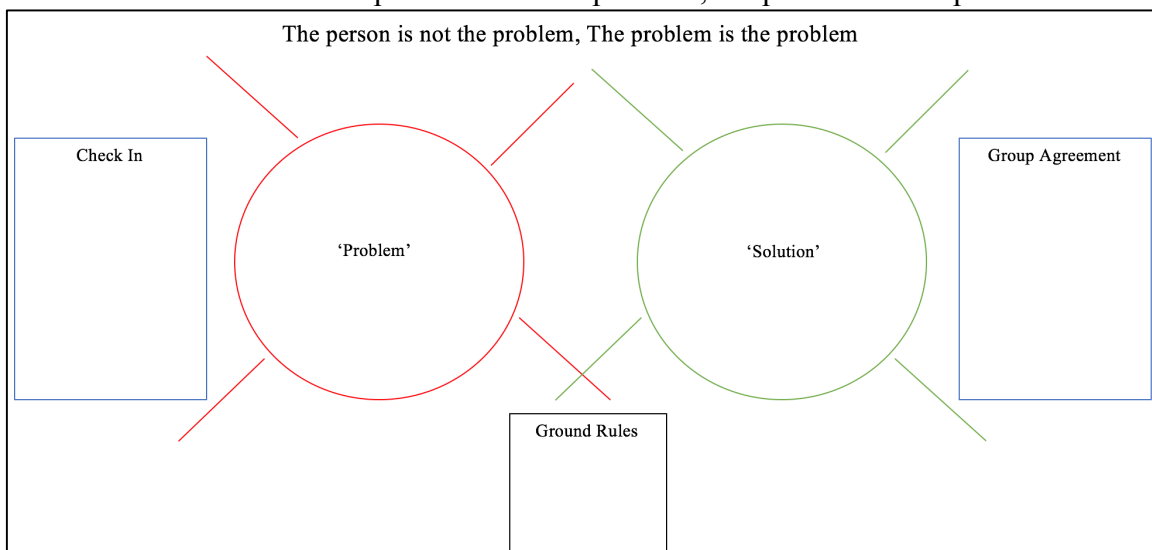 The person is not the problem, The problem is the problem
Check In
‘Problem’
‘Solution’
Group Agreement
Ground Rules